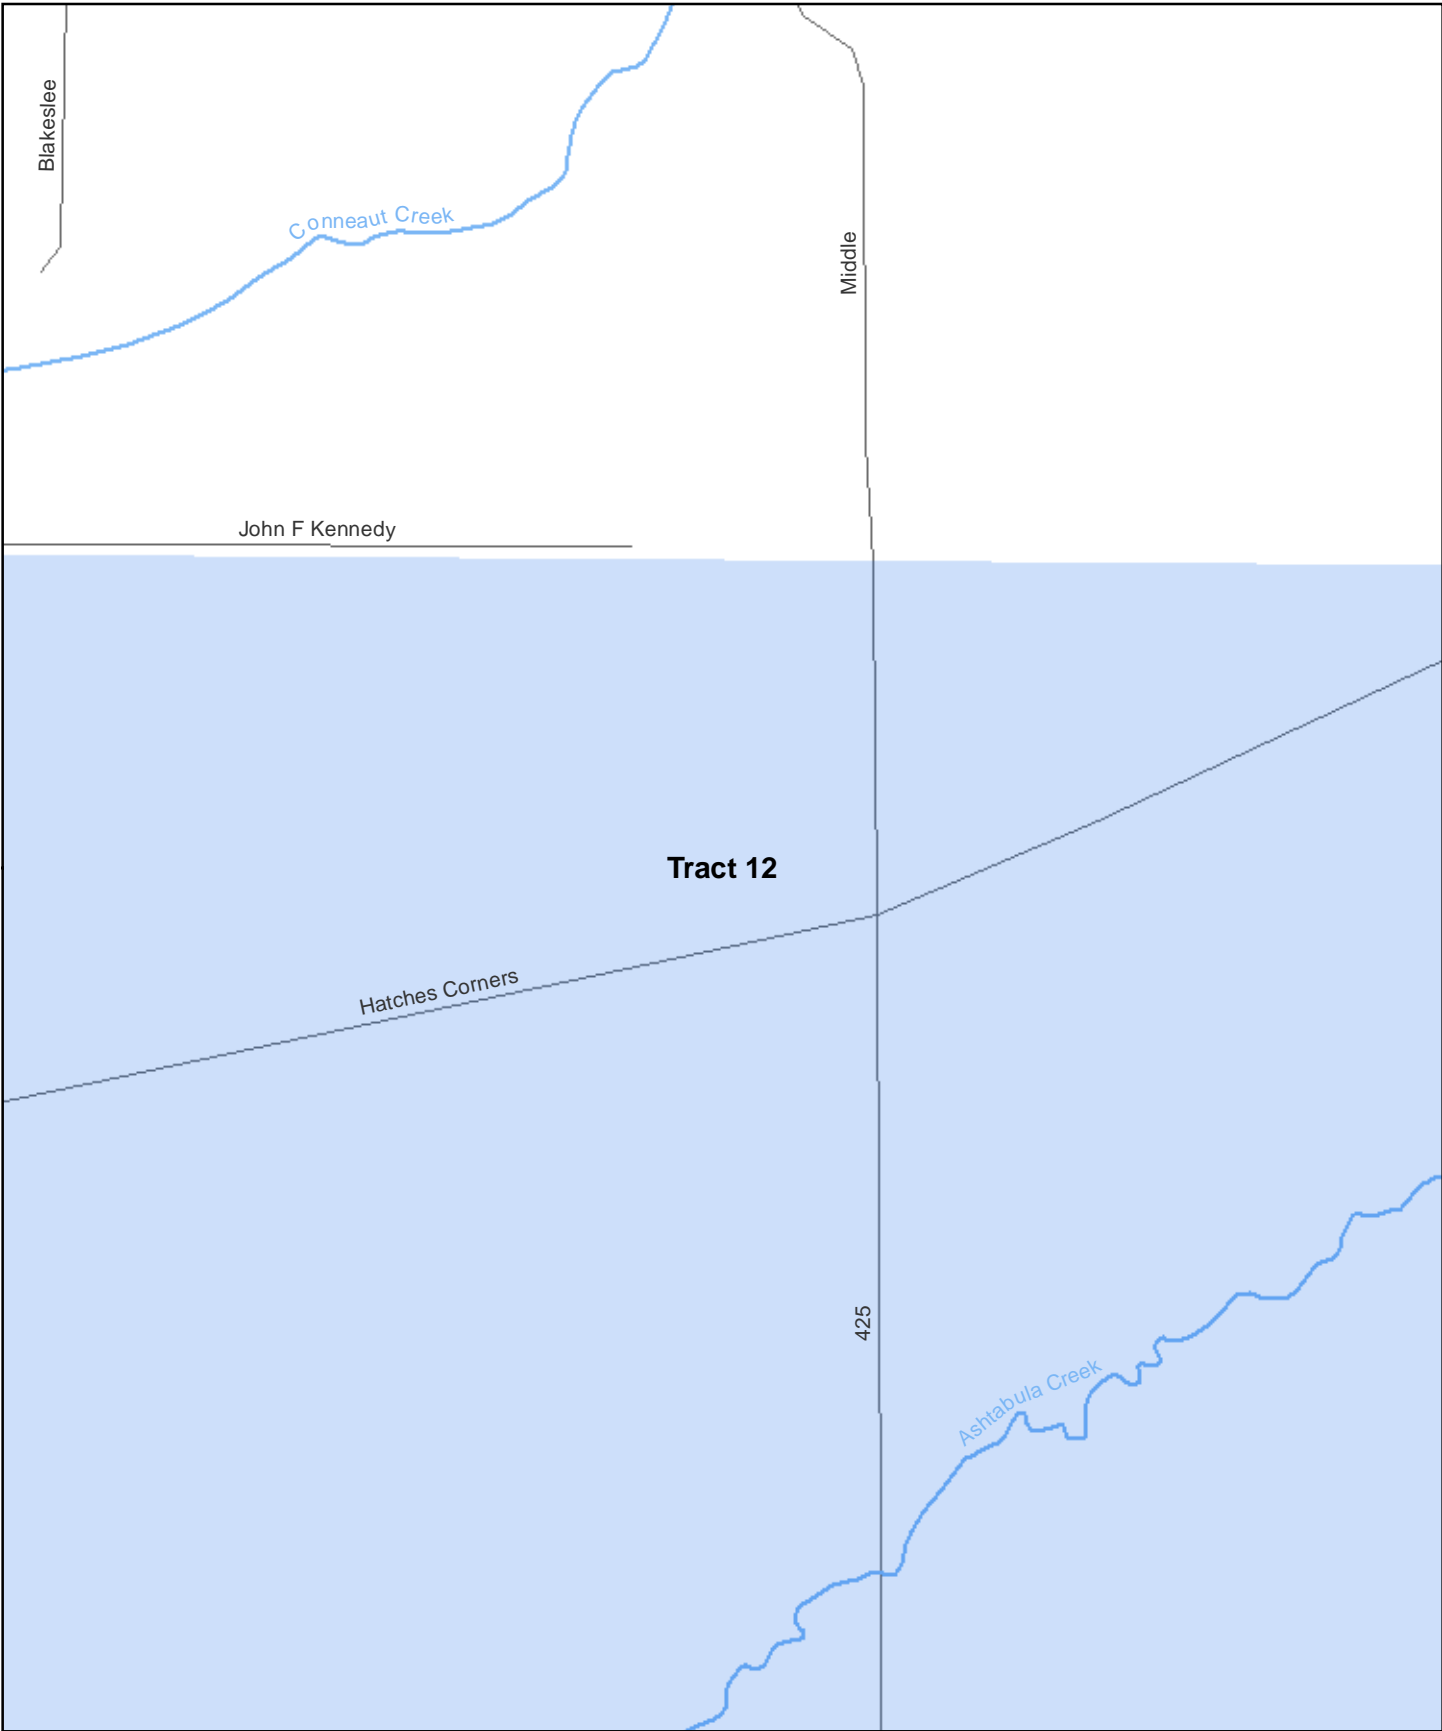 Blakeslee
Conneaut Creek
Middle
John F Kennedy
Tract 12
Hatches Corners
425
Ashtabula Creek